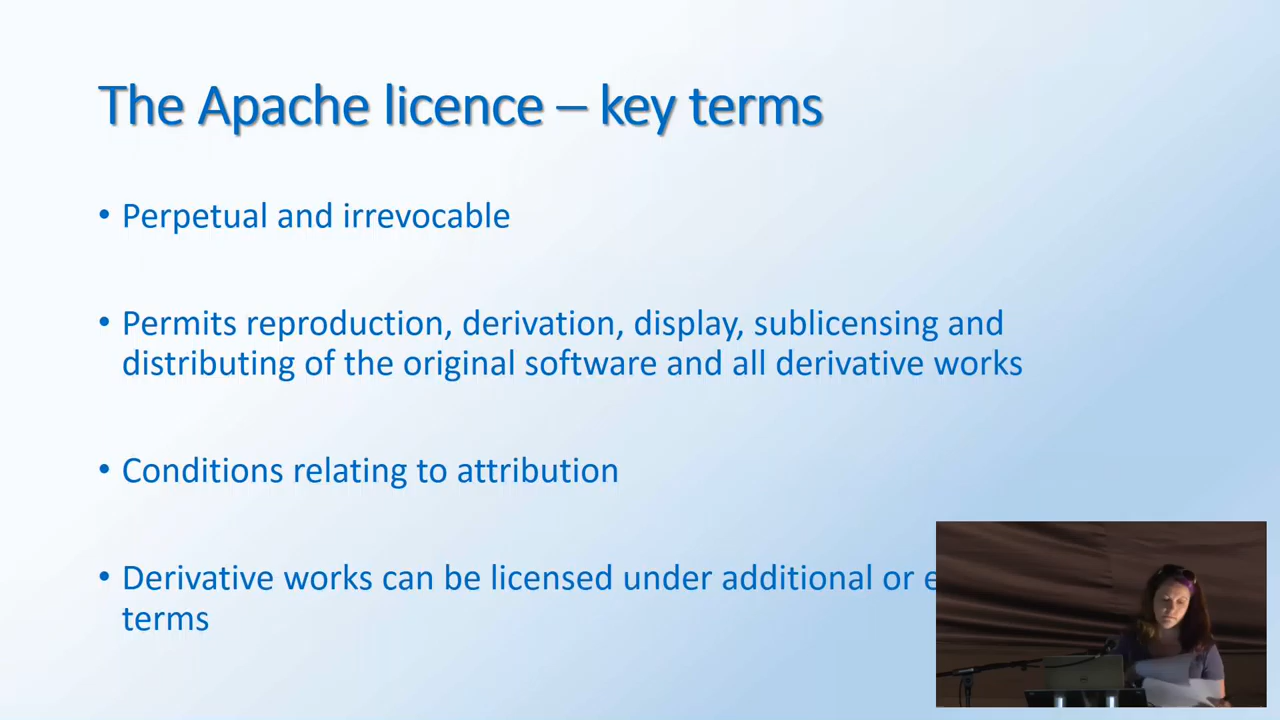 The Apache licence – key terms
• Perpetual and irrevocable
• Permits reproduction, derivation, display, sublicensing and
distributing of the original software and all derivative works
• Conditions relating to attribution
• Derivative works can be licensed under additional or
terms